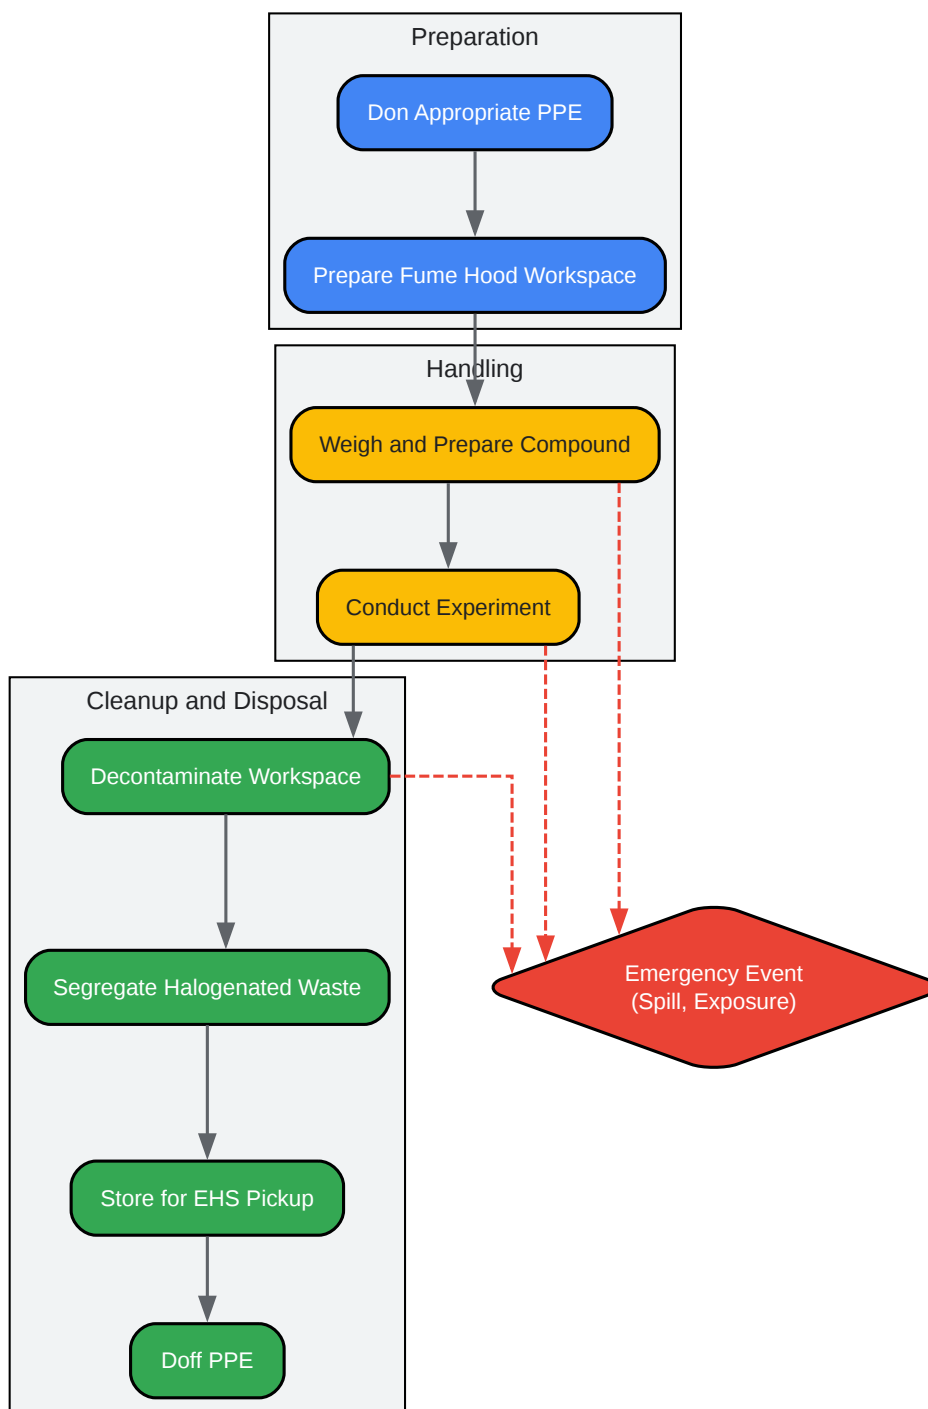 Preparation
Don Appropriate PPE
Prepare Fume Hood Workspace
Handling
Weigh and Prepare Compound
Conduct Experiment
Cleanup and Disposal
Decontaminate Workspace
Segregate Halogenated Waste
Emergency Event
(Spill, Exposure)
Store for EHS Pickup
Doff PPE